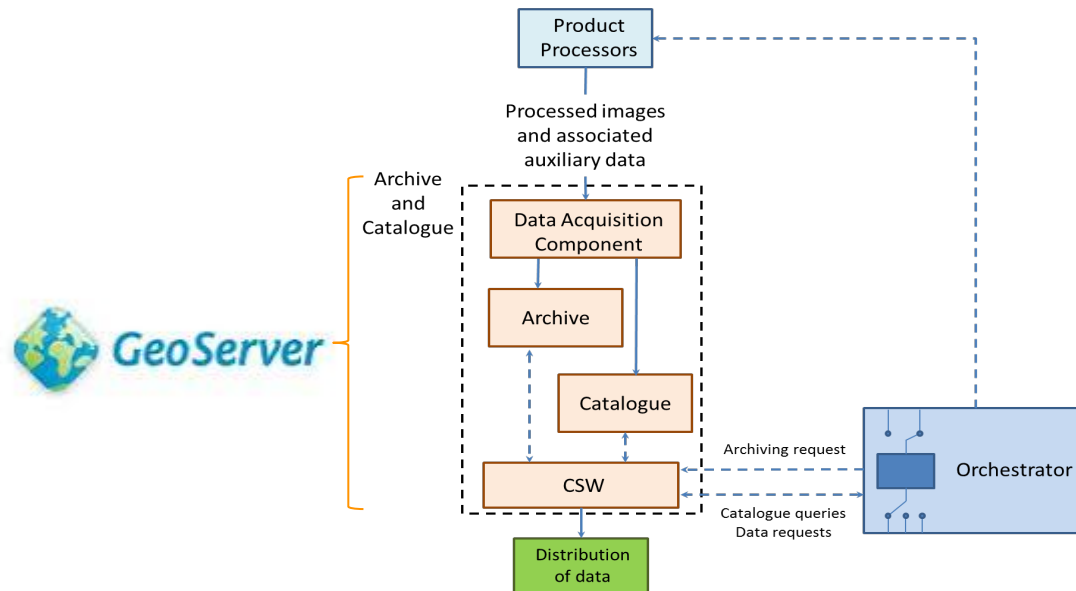 Product
Processors
Processed images
and associated
auxiliary data
Archive
and
Catalogue
Data Acquisition
Component
Archive
GeoServer
Catalogue
Archiving request
Orchestrator
CSW
Catalogue queries
Data requests
Distribution
of data